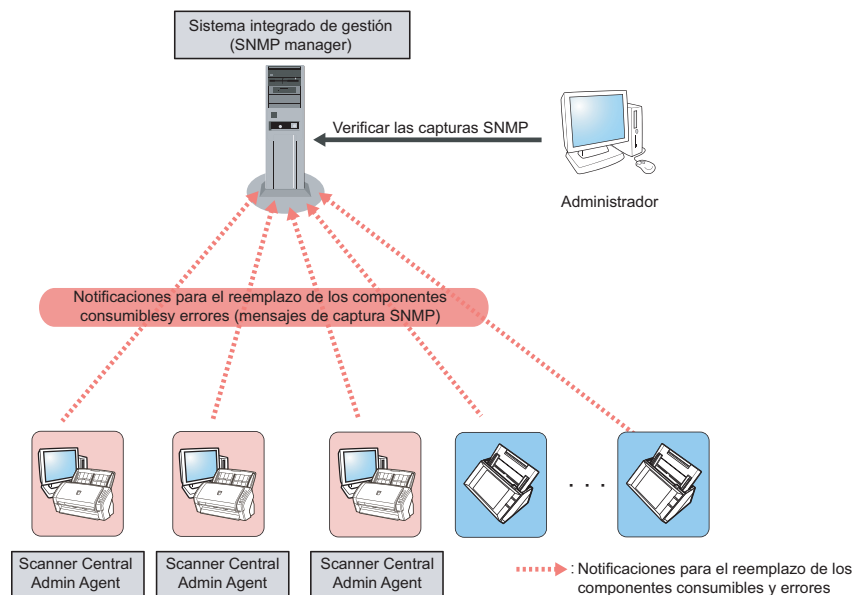 Sistema integrado de gestión
(SNMP manager)
Verificar las capturas SNMP
Administrador
Notificaciones para el reemplazo de los componentes
consumiblesy errores (mensajes de captura SNMP)
. . .
Scanner Central
Admin Agent
Scanner Central
Admin Agent
Scanner Central
Admin Agent
: Notificaciones para el reemplazo de los
componentes consumibles y errores